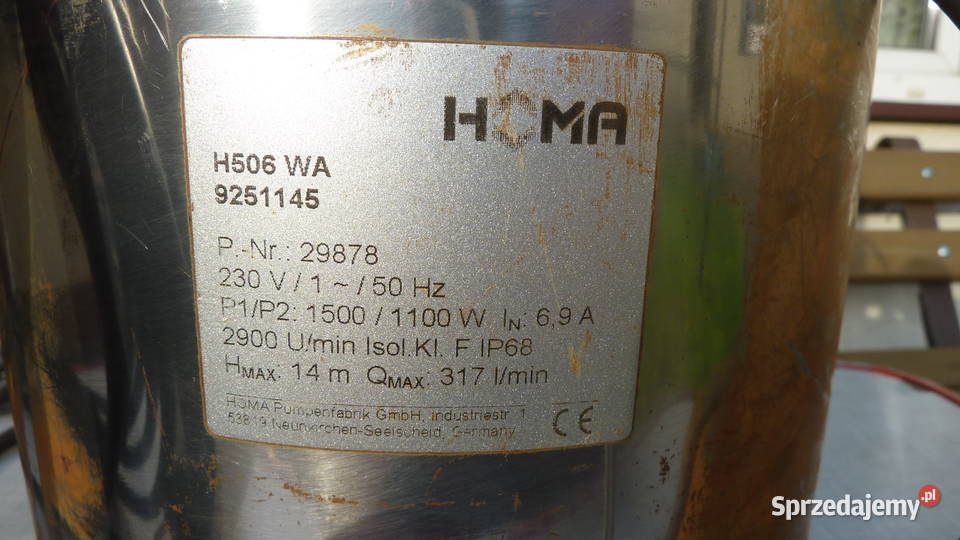 HOMA
H506 WA
9251145
P.-Nr.: 29878
230 V / 1 ~ / 50 Hz
P1/P2: 1500 / 1100 W IN: 6,9 A
2900 U/min Isol.Kl. F IP68
HMAX: 14 m QMAX: 317 l/min
HOMA Pumpenfabrik GmbH, Industriestr. 1
53819 Neunkirchen-Seelscheid, Germany
CE
Sprzedajemy.pl